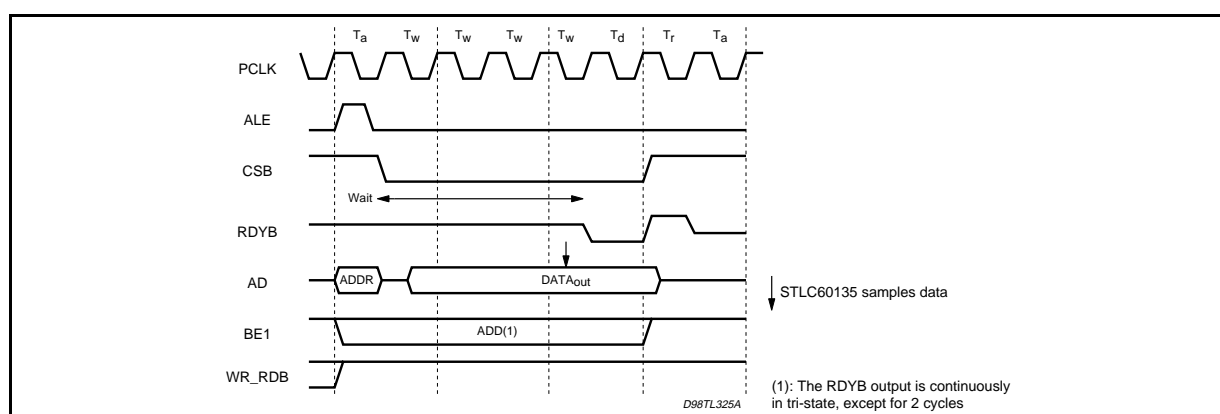 Ta Tw Tw Tw Tw Td Tr Ta
PCLK
ALE
CSB
Wait
RDYB
AD ADDR DATAout
STLC60135 samples data
BE1 ADD(1)
WR_RDB
(1): The RDYB output is continuously
in tri-state, except for 2 cycles
D98TL325A